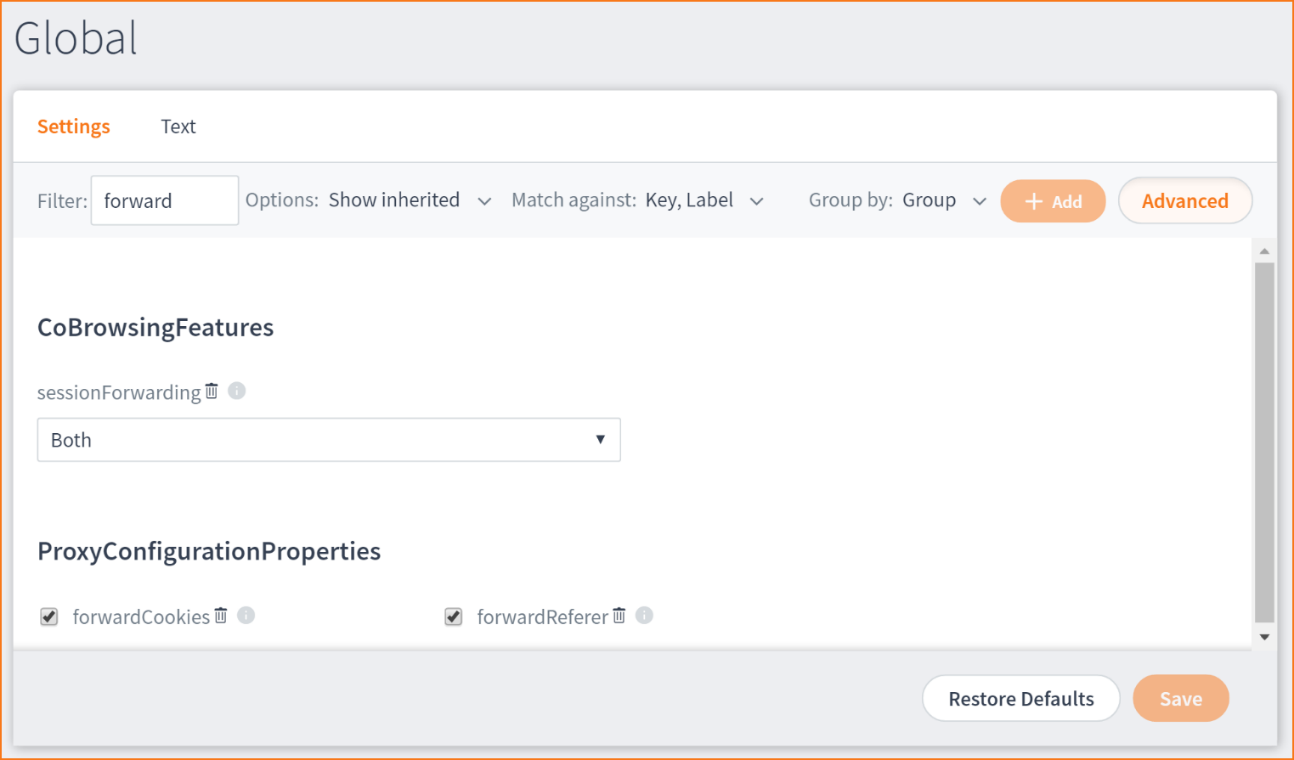 Global
Settings Text
Filter: forward Options: Show inherited Match against: Key, Label Group by: Group + Add Advanced
CoBrowsingFeatures
sessionForwarding
Both
ProxyConfigurationProperties
forwardCookies forwardReferer
Restore Defaults Save